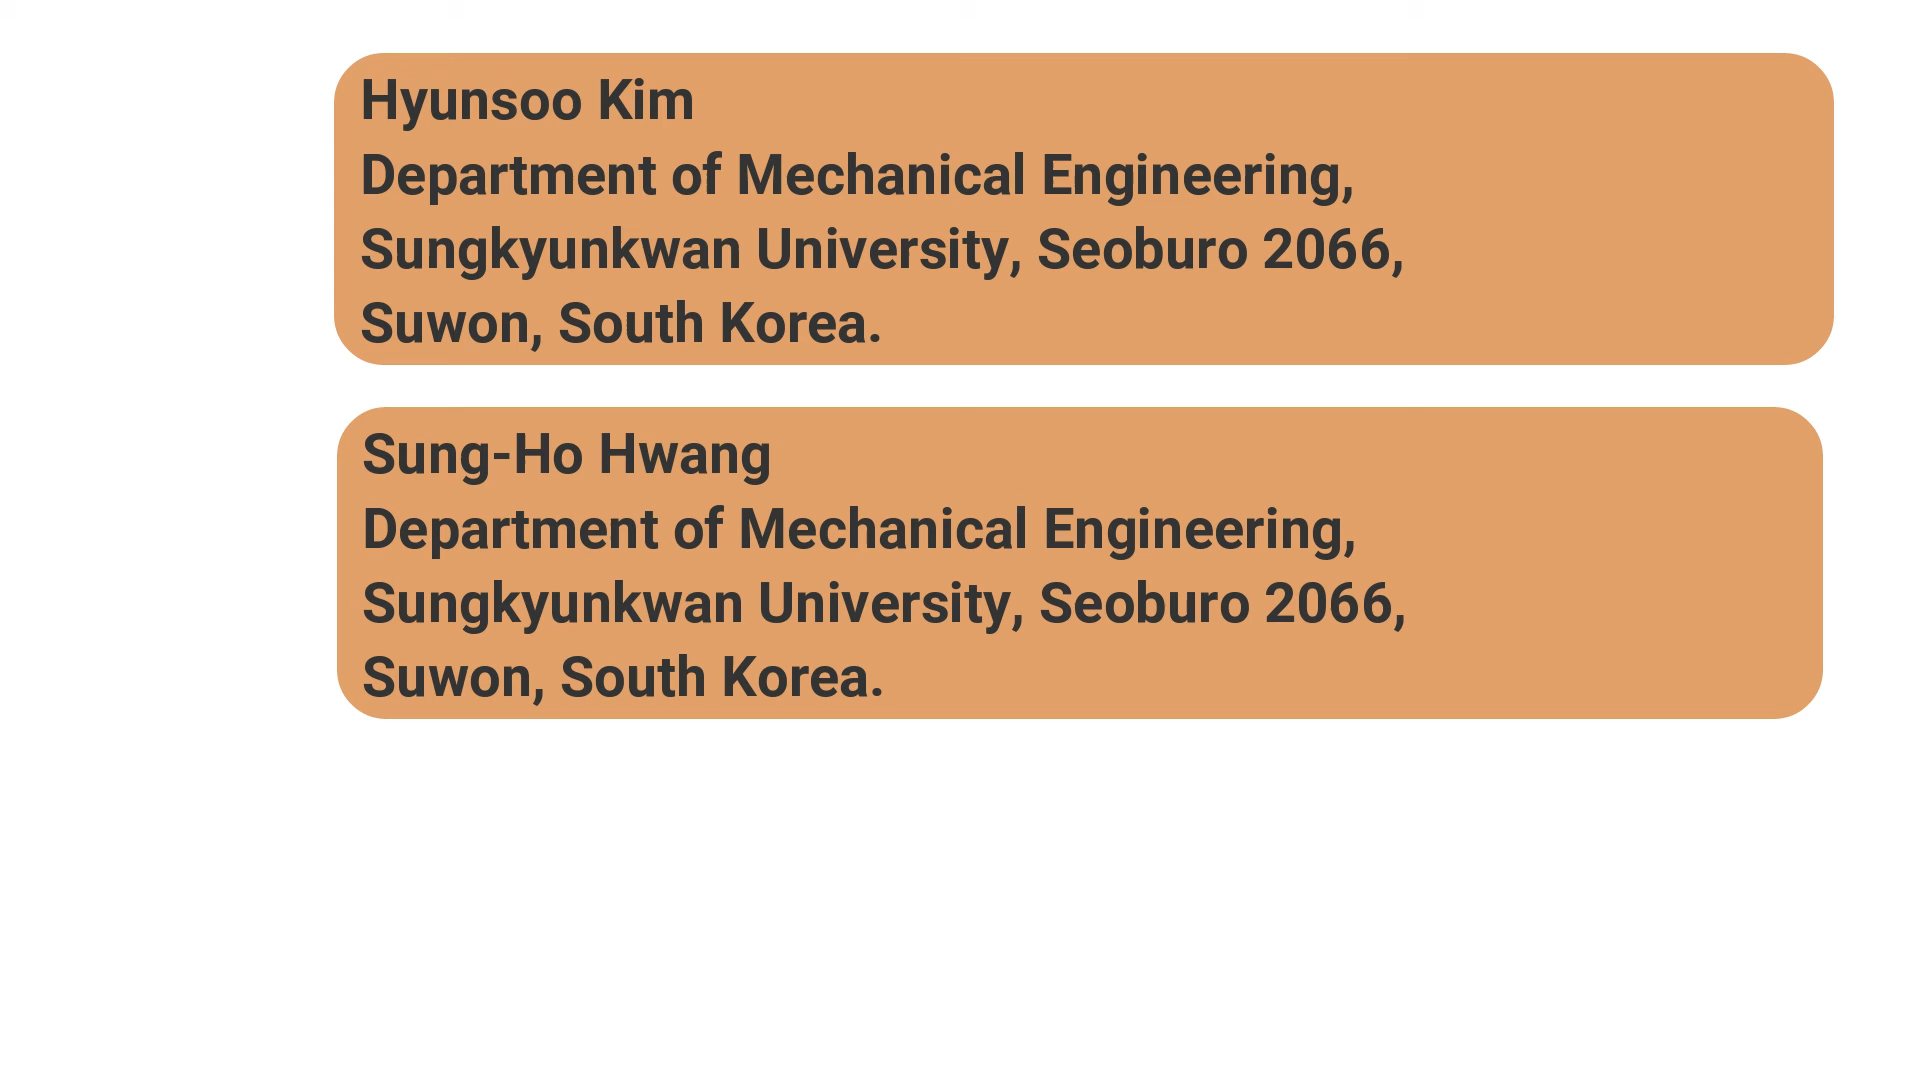 Hyunsoo Kim
Department of Mechanical Engineering,
Sungkyunkwan University, Seoburo 2066,
Suwon, South Korea.
Sung-Ho Hwang
Department of Mechanical Engineering,
Sungkyunkwan University, Seoburo 2066,
Suwon, South Korea.